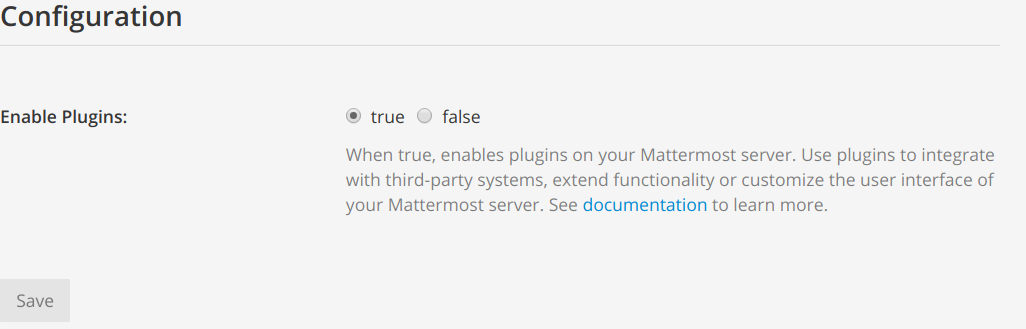 Configuration
Enable Plugins: true false
When true, enables plugins on your Mattermost server. Use plugins to integrate
with third-party systems, extend functionality or customize the user interface of
your Mattermost server. See documentation to learn more.
Save